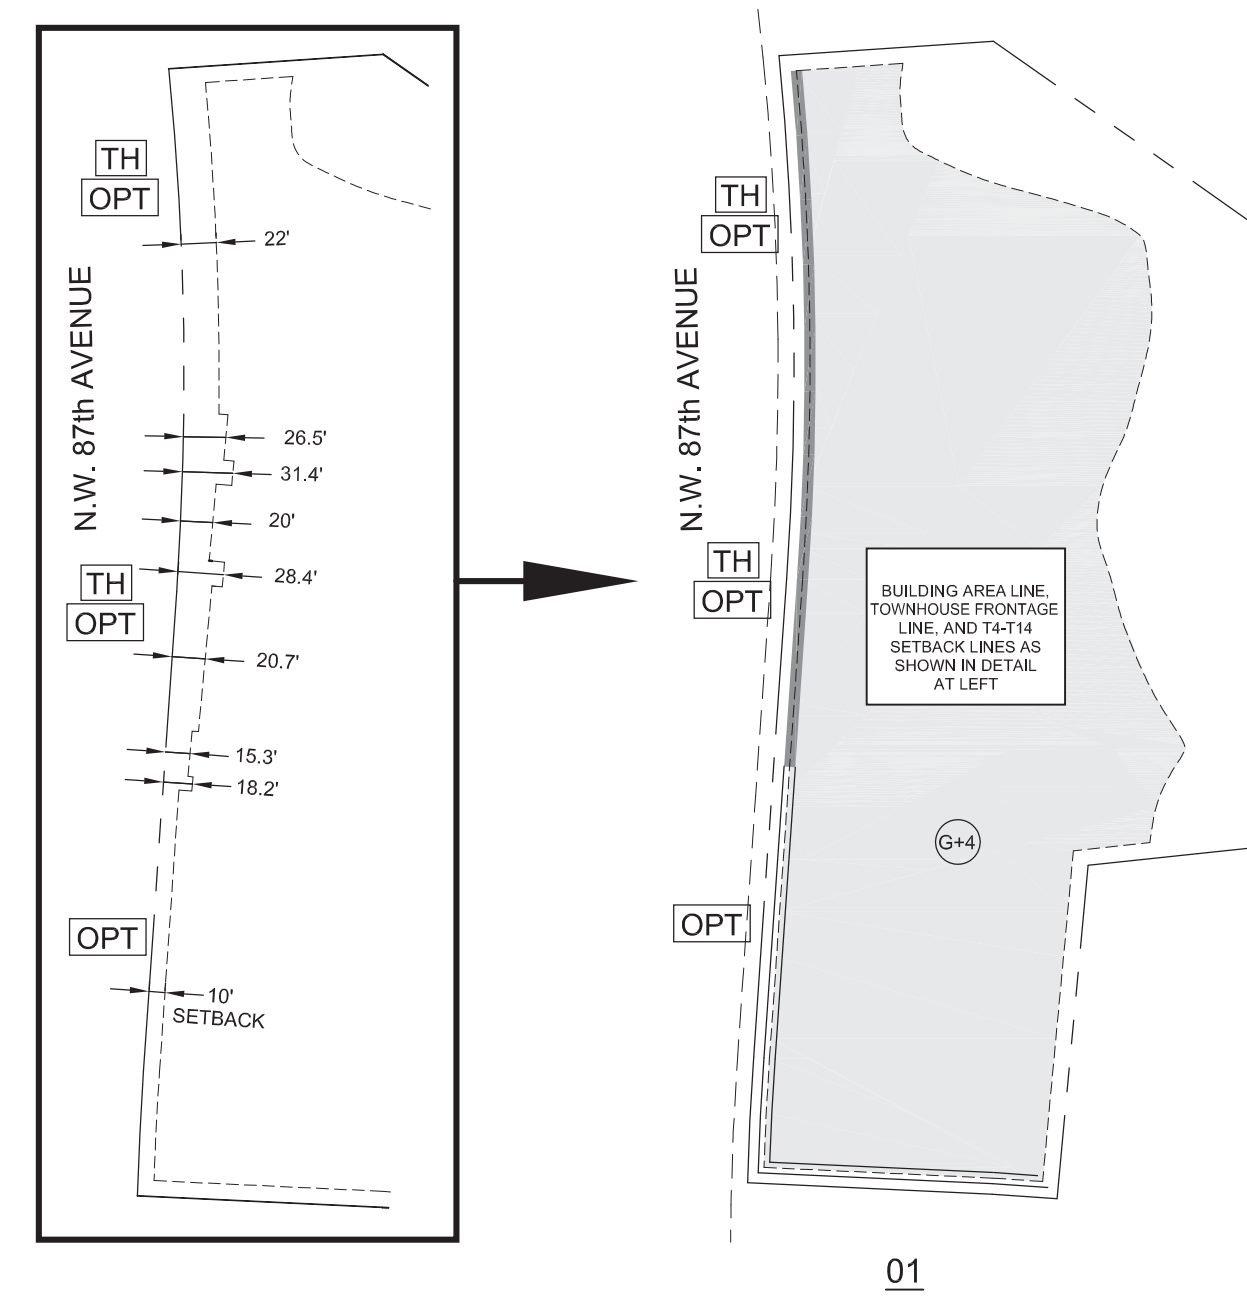 TH
OPT
22'
N.W. 87th AVENUE
26.5'
31.4'
20'
28.4'
TH
OPT
20.7'
15.3'
18.2'
OPT
10'
SETBACK
TH
OPT
N.W. 87th AVENUE
TH
OPT
BUILDING AREA LINE,
TOWNHOUSE FRONTAGE
LINE, AND T4-T14
SETBACK LINES AS
SHOWN IN DETAIL
AT LEFT
G+4
OPT
01